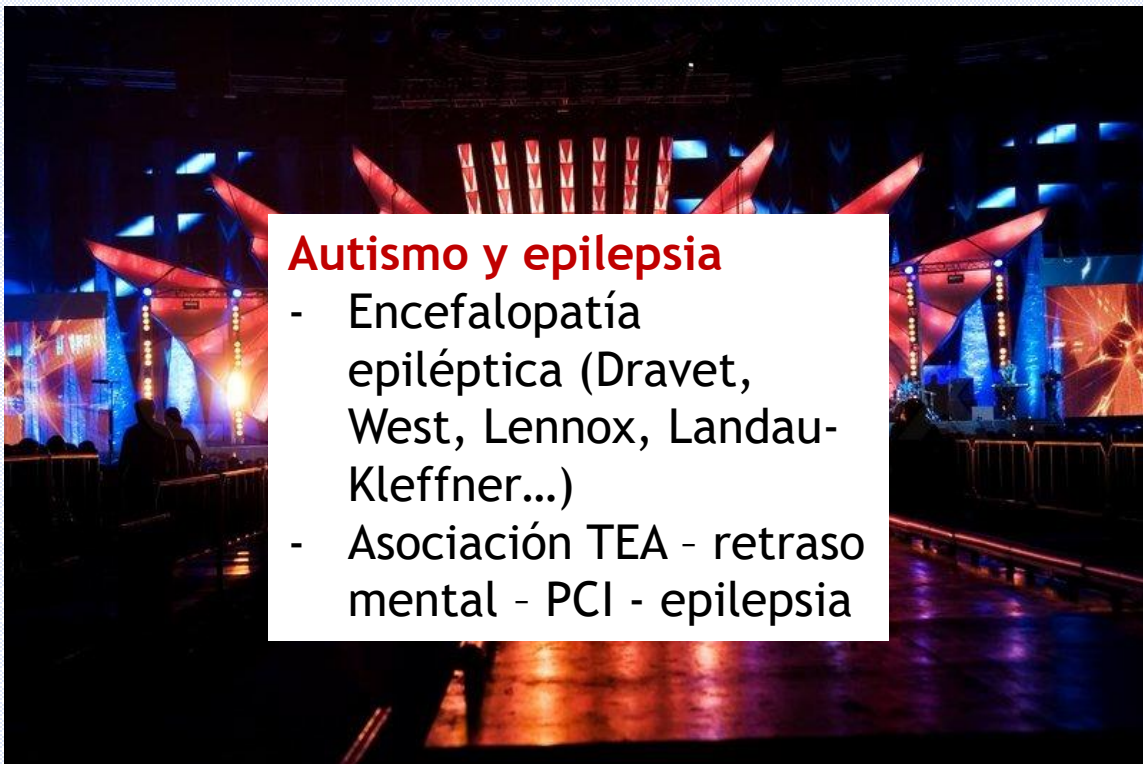 Autismo y epilepsia
- Encefalopatía
epiléptica (Dravet,
West, Lennox, Landau-
Kleffner…)
- Asociación TEA – retraso
mental – PCI - epilepsia